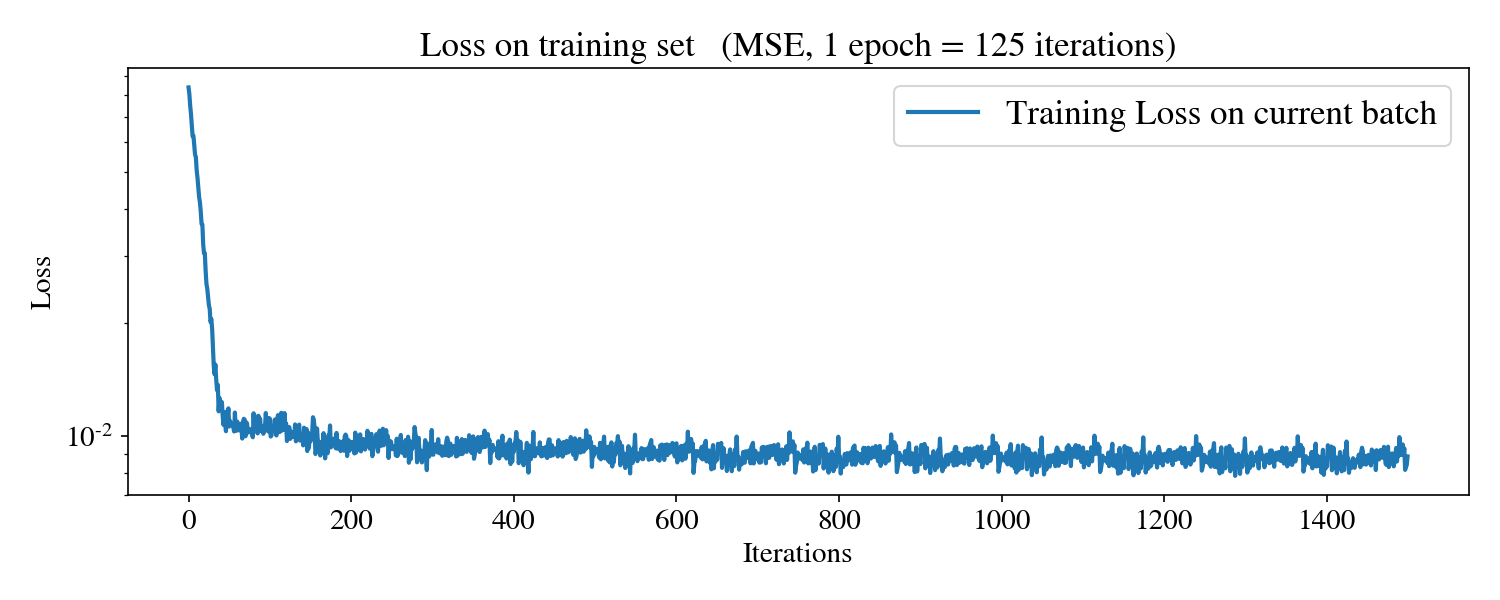 Loss on training set   (MSE, 1 epoch = 125 iterations)
Training Loss on current batch
Loss
10⁻²
0 200 400 600 800 1000 1200 1400
Iterations